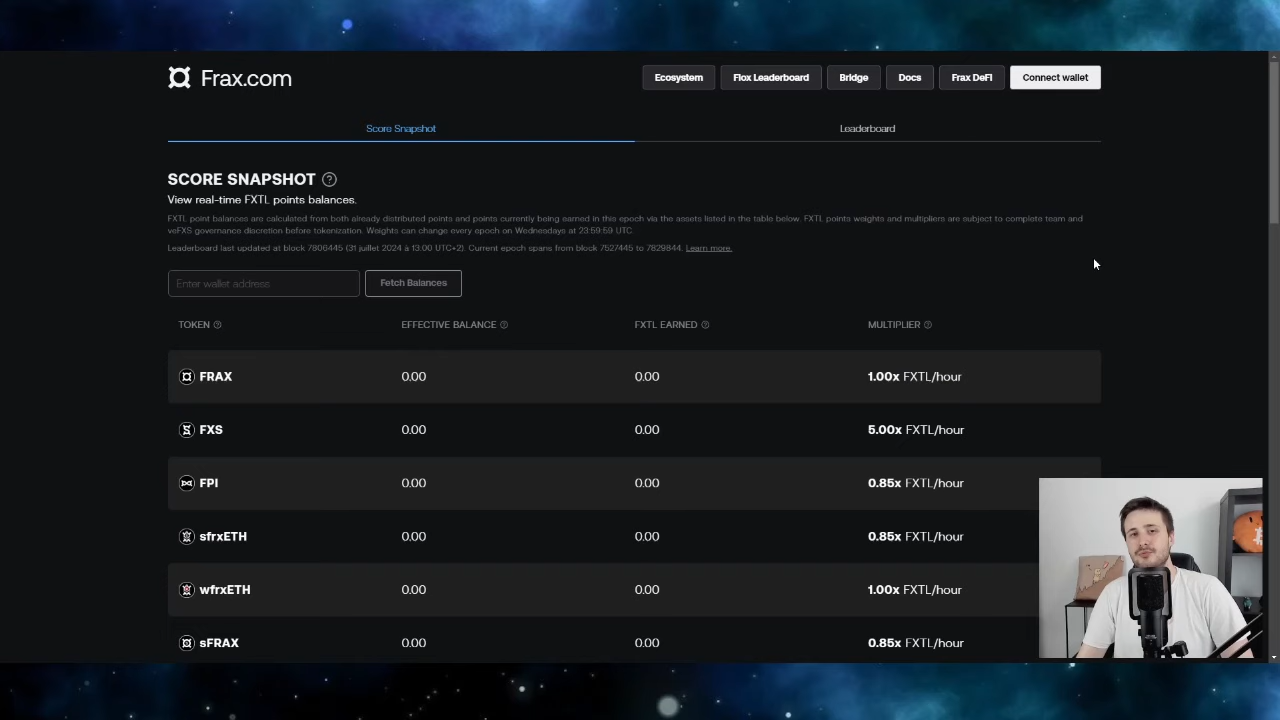 Frax.com
Ecosystem
Flox Leaderboard
Bridge
Docs
Frax DeFi
Connect wallet
Score Snapshot
Leaderboard
SCORE SNAPSHOT
View real-time FXTL points balances.
FXTL point balances are calculated from both already distributed points and points currently being earned in this epoch via the assets listed in the table below. FXTL points weights and multipliers are subject to complete team and
veFXS governance discretion before tokenization. Weights can change every epoch on Wednesdays at 23:59:59 UTC.
Leaderboard last updated at block 7806445 (31 juillet 2024 à 13:00 UTC+2). Current epoch spans from block 7527445 to 7829844. Learn more.
Enter wallet address
Fetch Balances
TOKEN EFFECTIVE BALANCE FXTL EARNED MULTIPLIER
FRAX 0.00 0.00 1.00x FXTL/hour
FXS 0.00 0.00 5.00x FXTL/hour
FPI 0.00 0.00 0.85x FXTL/hour
sfrxETH 0.00 0.00 0.85x FXTL/hour
wfrxETH 0.00 0.00 1.00x FXTL/hour
sFRAX 0.00 0.00 0.85x FXTL/hour